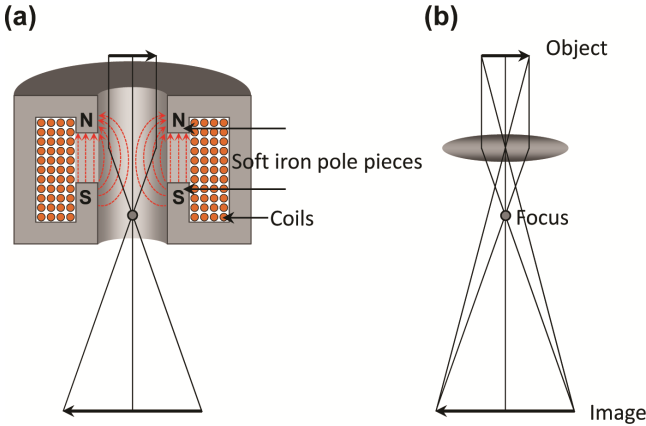 (a)
(b)
Object
N
N
Soft iron pole pieces
S
S
Coils
Focus
Image